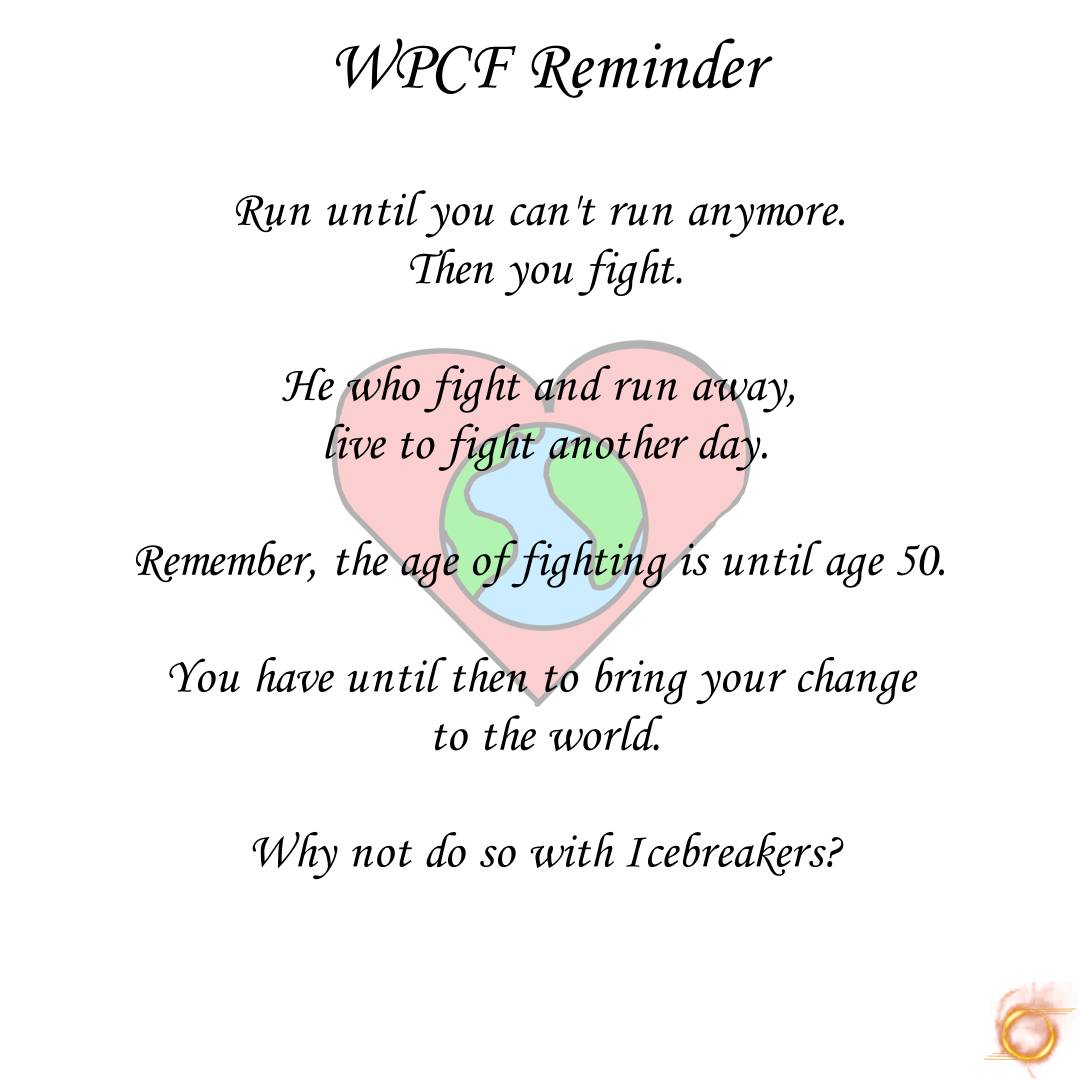 WPCF Reminder
Run until you can't run anymore.
Then you fight.
He who fight and run away,
live to fight another day.
Remember, the age of fighting is until age 50.
You have until then to bring your change
to the world.
Why not do so with Icebreakers?